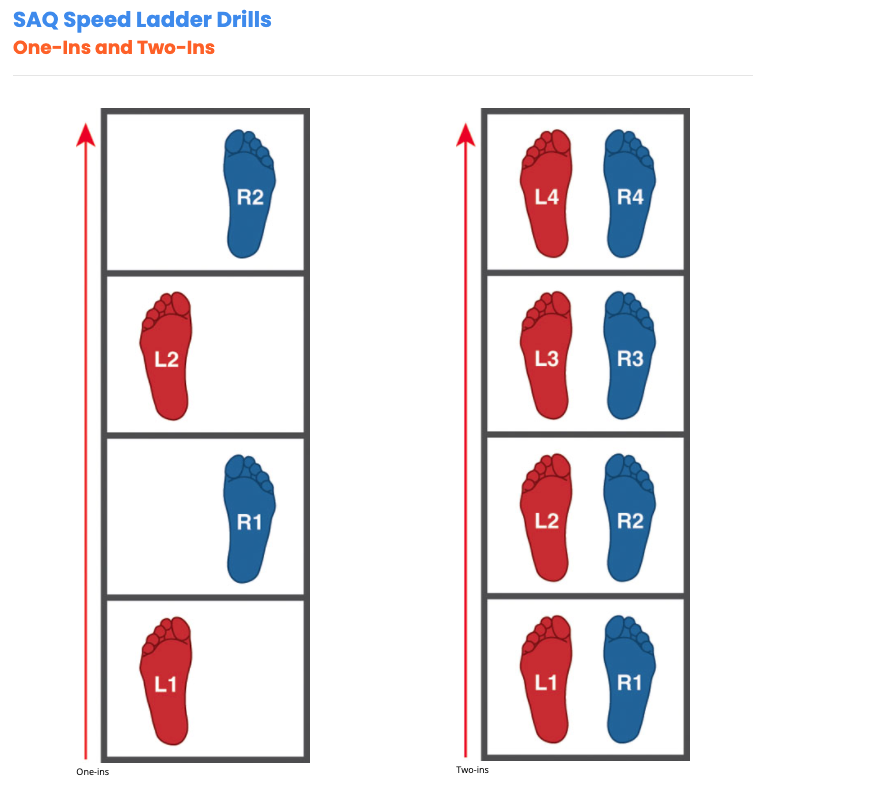 SAQ Speed Ladder Drills
One-Ins and Two-Ins
R2
L2
R1
L1
One-ins
L4 R4
L3 R3
L2 R2
L1 R1
Two-ins